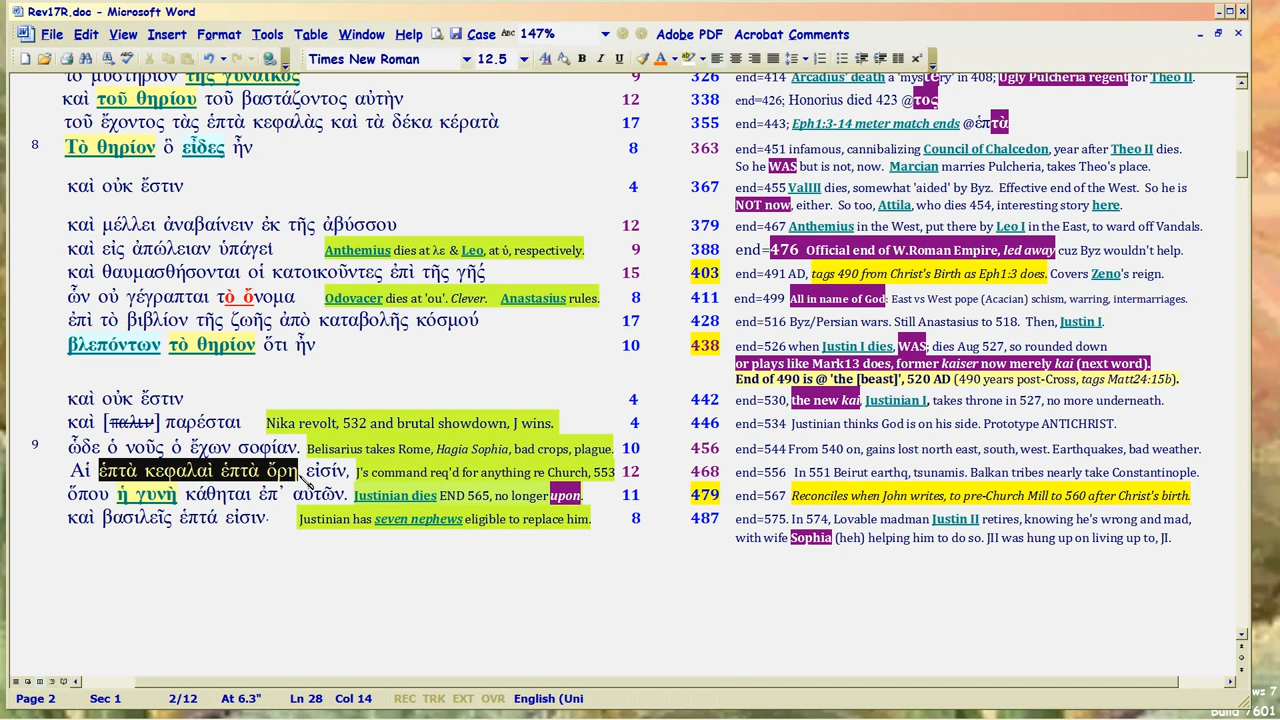 Rev17R.doc - Microsoft Word
File Edit View Insert Format Tools Table Window Help Case Abc 147% Adobe PDF Acrobat Comments
Times New Roman 12.5 B I U
το μυστήριον τῆς γυναικὸς 9 326 end=414 Arcadius' death a 'mystery' in 408; Ugly Pulcheria regent for Theo II.
καὶ τοῦ θηρίου τοῦ βαστάζοντος αὐτὴν 12 338 end=426; Honorius died 423 @τος
τοῦ ἔχοντος τὰς ἑπτὰ κεφαλὰς καὶ τὰ δέκα κέρατὰ 17 355 end=443; Eph1:3-14 meter match ends @ἑπτὰ
8 Τὸ θηρίον ὃ εἶδες ἦν 8 363 end=451 infamous, cannibalizing Council of Chalcedon, year after Theo II dies.
So he WAS but is not, now. Marcian marries Pulcheria, takes Theo's place.
καὶ οὐκ ἔστιν 4 367 end=455 ValIII dies, somewhat 'aided' by Byz. Effective end of the West. So he is
NOT now, either. So too, Attila, who dies 454, interesting story here.
καὶ μέλλει ἀναβαίνειν ἐκ τῆς ἀβύσσου 12 379 end=467 Anthemius in the West, put there by Leo I in the East, to ward off Vandals.
καὶ εἰς ἀπώλειαν ὑπάγεί Anthemius dies at λε & Leo, at ύ, respectively. 9 388 end=476 Official end of W.Roman Empire, led away cuz Byz wouldn't help.
καὶ θαυμασθήσονται οἱ κατοικοῦντες ἐπὶ τῆς γῆς 15 403 end=491 AD, tags 490 from Christ's Birth as Eph1:3 does. Covers Zeno's reign.
ὧν οὐ γέγραπται τὸ ὄνομα Odovacer dies at 'ou'. Clever. Anastasius rules. 8 411 end=499 All in name of God: East vs West pope (Acacian) schism, warring, intermarriages.
ἐπὶ τὸ βιβλίον τῆς ζωῆς ἀπὸ καταβολῆς κόσμού 17 428 end=516 Byz/Persian wars. Still Anastasius to 518. Then, Justin I.
βλεπόντων τὸ θηρίον ὅτι ἦν 10 438 end=526 when Justin I dies, WAS; dies Aug 527, so rounded down
or plays like Mark13 does, former kaiser now merely kai (next word).
End of 490 is @ 'the [beast]', 520 AD (490 years post-Cross, tags Matt24:15b).
καὶ οὐκ ἔστιν 4 442 end=530, the new kai, Justinian I, takes throne in 527, no more underneath.
καὶ [παλιν] παρέσται Nika revolt, 532 and brutal showdown, J wins. 4 446 end=534 Justinian thinks God is on his side. Prototype ANTICHRIST.
9 ὧδε ὁ νοῦς ὁ ἔχων σοφίαν. Belisarius takes Rome, Hagia Sophia, bad crops, plague. 10 456 end=544 From 540 on, gains lost north east, south, west. Earthquakes, bad weather.
Αἱ ἑπτὰ κεφαλαὶ ἑπτὰ ὄρη εἰσίν, J's command req'd for anything re Church, 553 12 468 end=556 In 551 Beirut earthq, tsunamis. Balkan tribes nearly take Constantinople.
ὅπου ἡ γυνὴ κάθηται ἐπ' αὐτῶν. Justinian dies END 565, no longer upon. 11 479 end=567 Reconciles when John writes, to pre-Church Mill to 560 after Christ's birth.
καὶ βασιλεῖς ἑπτά εἰσιν· Justinian has seven nephews eligible to replace him. 8 487 end=575. In 574, Lovable madman Justin II retires, knowing he's wrong and mad,
with wife Sophia (heh) helping him to do so. JII was hung up on living up to, JI.
Page 2 Sec 1 2/12 At 6.3" Ln 28 Col 14 REC TRK EXT OVR English (Uni
ws 7
Build 7601